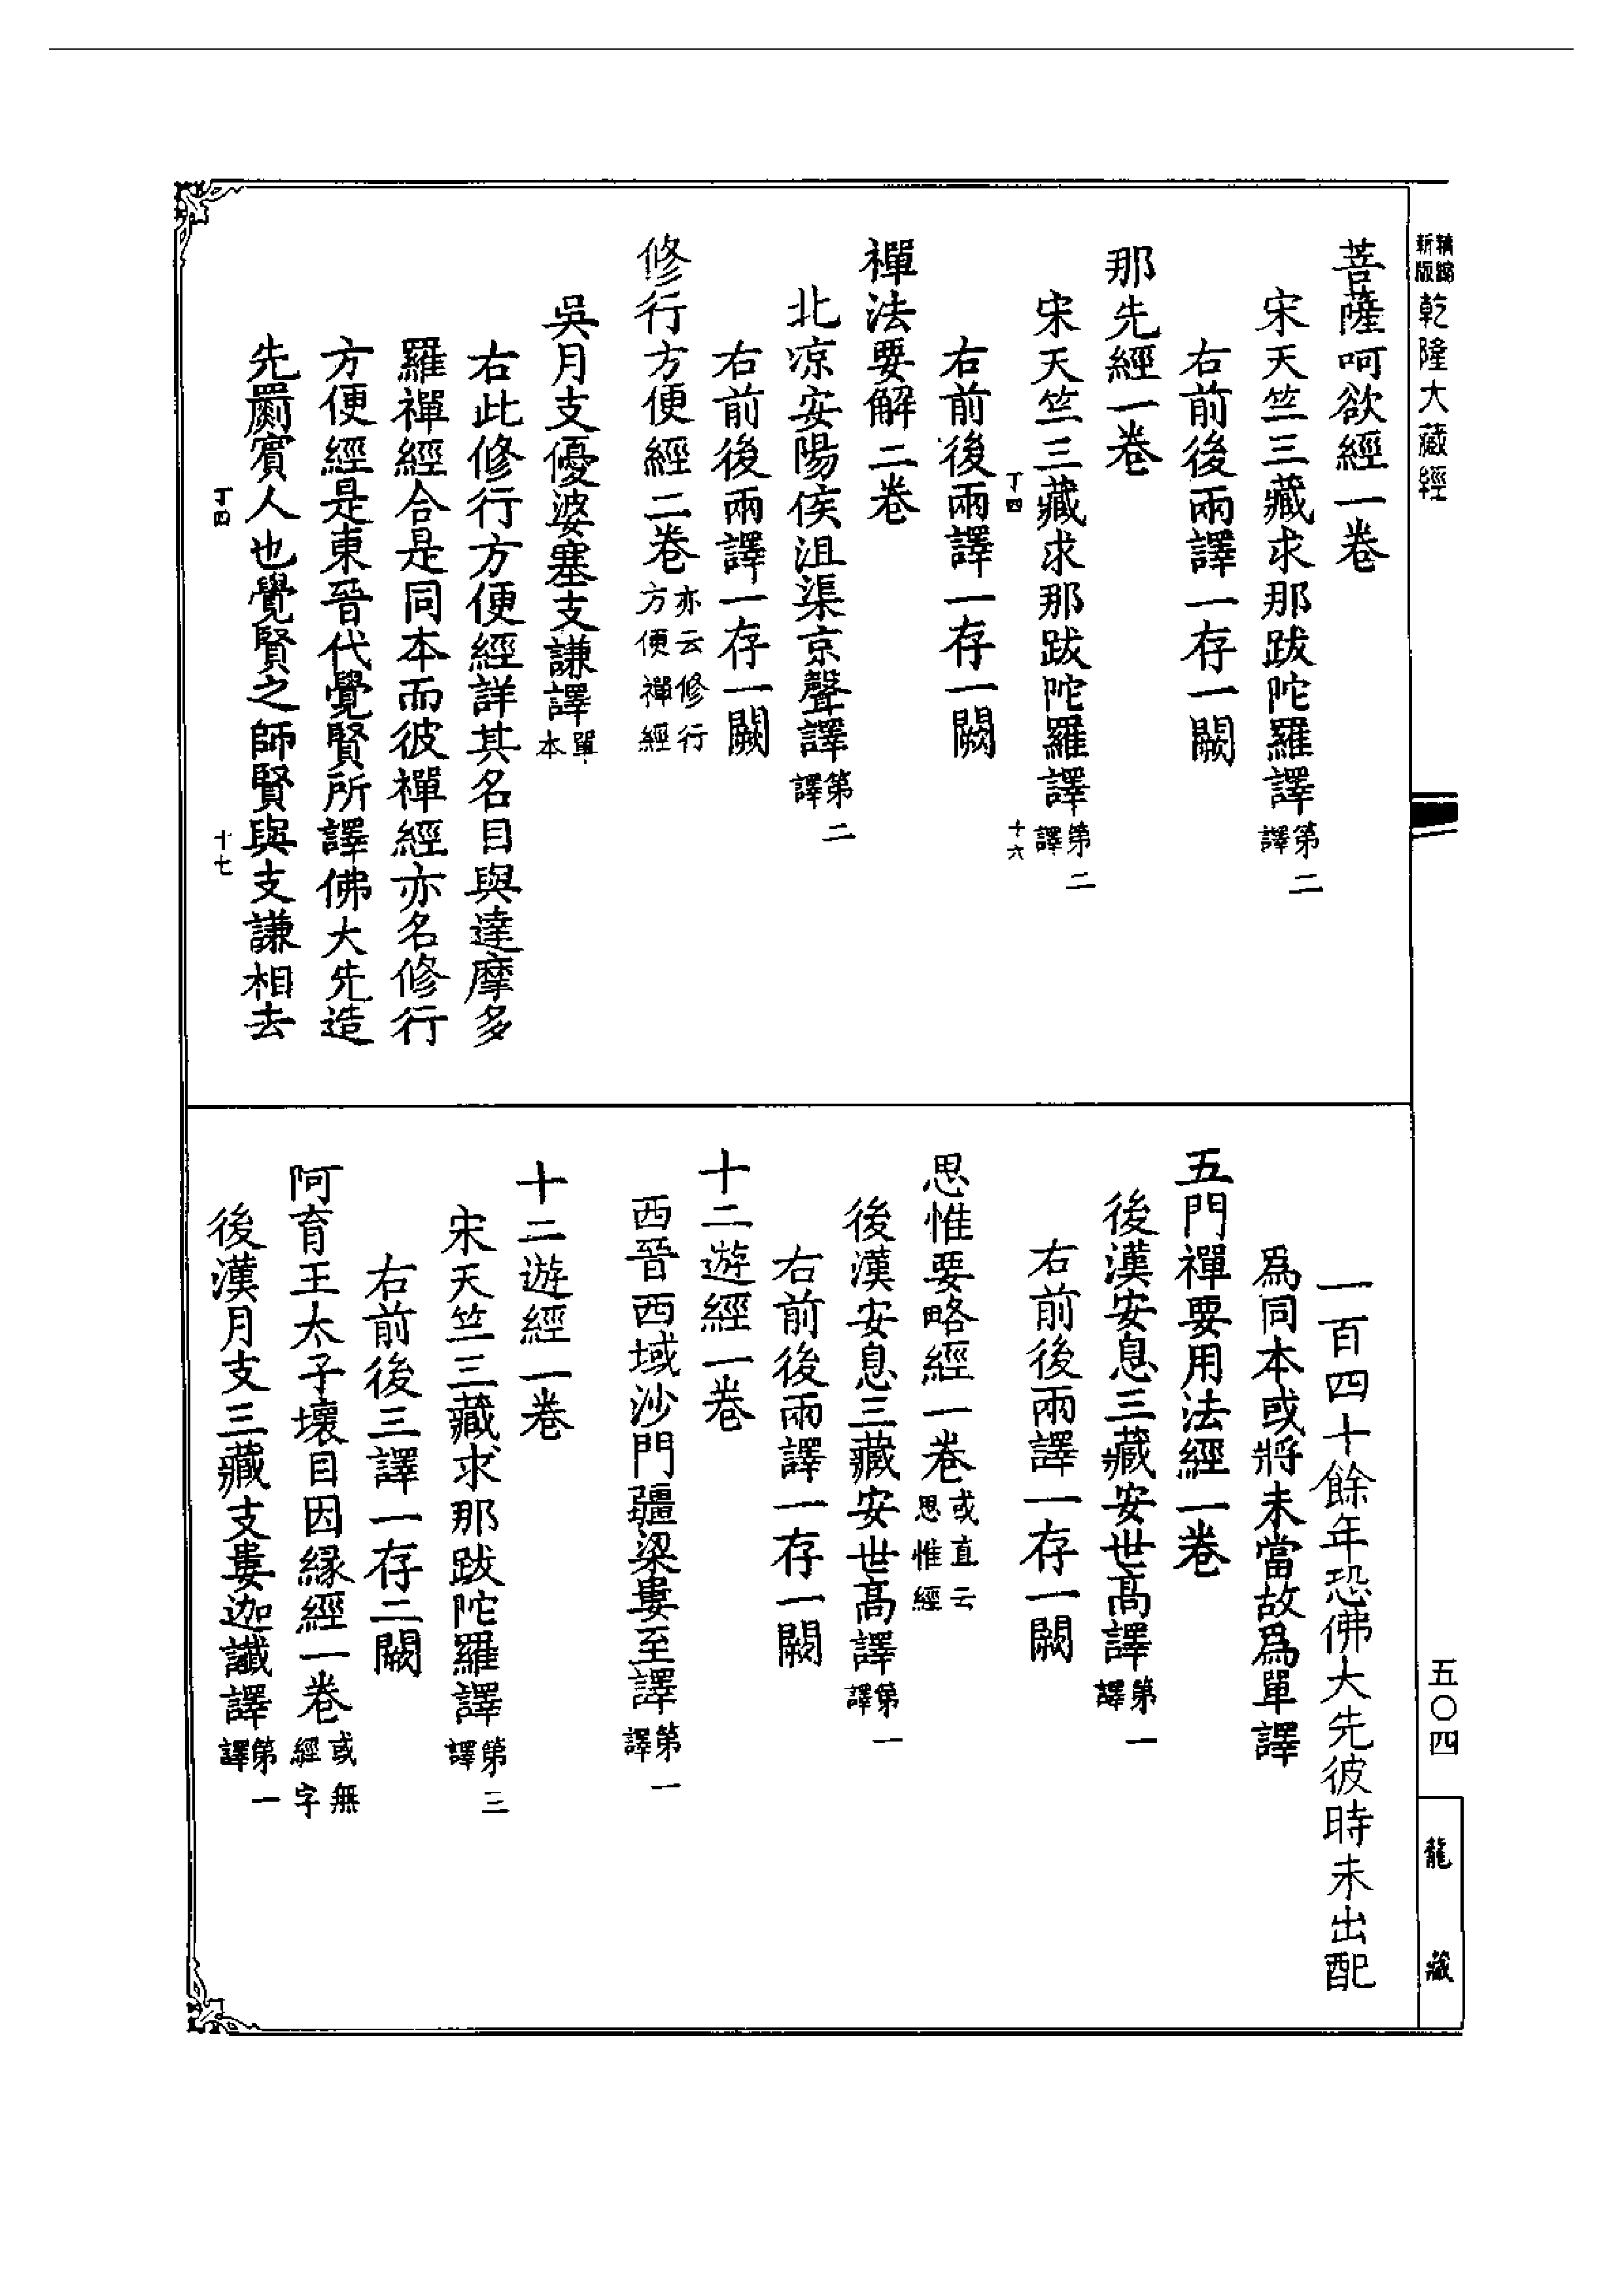 精縮新版 乾隆大藏經
菩薩呵欲經一卷
宋天竺三藏求那跋陀羅譯第二譯
右前後兩譯一存一闕
那先經一卷
宋天竺三藏求那跋陀羅譯第二譯
丁四 十六
右前後兩譯一存一闕
禪法要解二卷
北凉安陽侯沮渠京聲譯第二譯
右前後兩譯一存一闕
修行方便經二卷亦云修行方便禪經
吳月支優婆塞支謙譯單本
右此修行方便經詳其名目與達摩多
羅禪經合是同本而彼禪經亦名修行
方便經是東晉代覺賢所譯佛大先造
先罽賓人也覺賢之師賢與支謙相去
丁四 十七
一百四十餘年恐佛大先彼時未出配
爲同本或將未當故爲單譯
五門禪要用法經一卷
後漢安息三藏安世高譯第一譯
右前後兩譯一存一闕
思惟要略經一卷或直云思惟經
後漢安息三藏安世高譯第一譯
右前後兩譯一存一闕
十二遊經一卷
西晉西域沙門疆梁婁至譯第一譯
十二遊經一卷
宋天竺三藏求那跋陀羅譯第三譯
右前後三譯一存二闕
阿育王太子壞目因緣經一卷或無經字
後漢月支三藏支婁迦讖譯第一譯
五〇四
龍藏